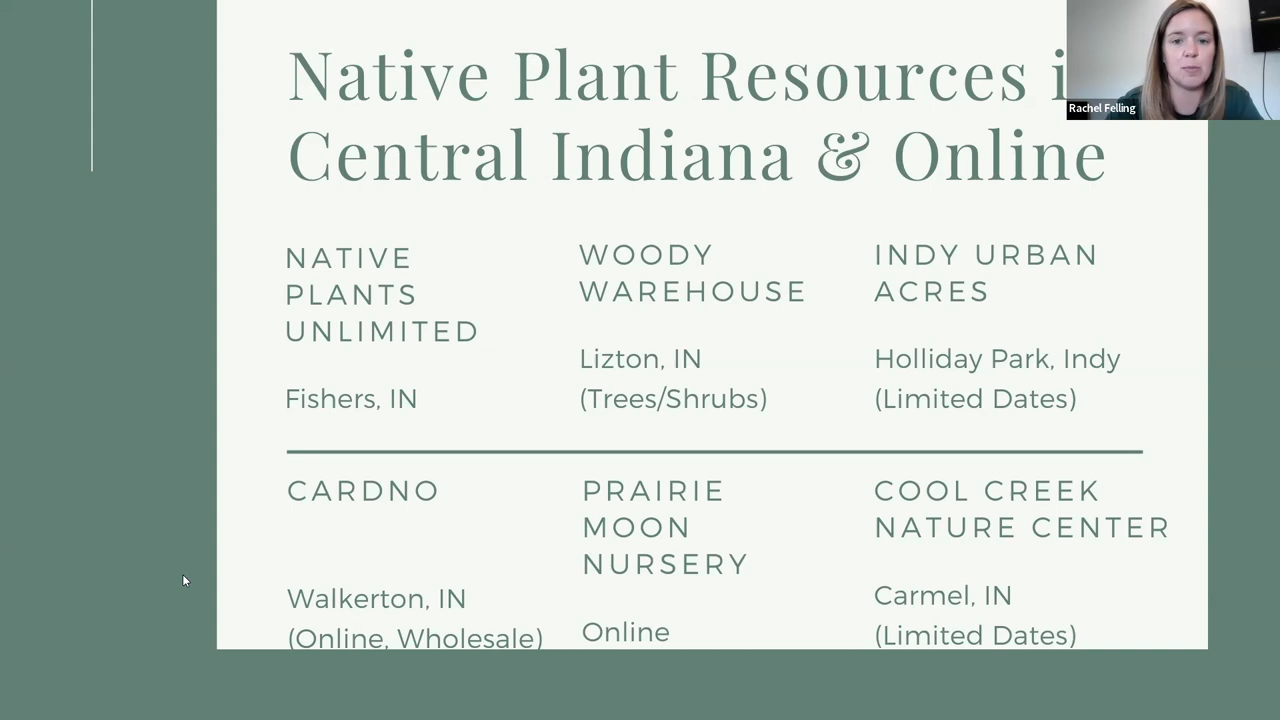 Native Plant Resources i
Central Indiana & Online
Rachel Felling
NATIVE
PLANTS
UNLIMITED
Fishers, IN
WOODY
WAREHOUSE
Lizton, IN
(Trees/Shrubs)
INDY URBAN
ACRES
Holliday Park, Indy
(Limited Dates)
CARDNO
Walkerton, IN
(Online, Wholesale)
PRAIRIE
MOON
NURSERY
Online
COOL CREEK
NATURE CENTER
Carmel, IN
(Limited Dates)